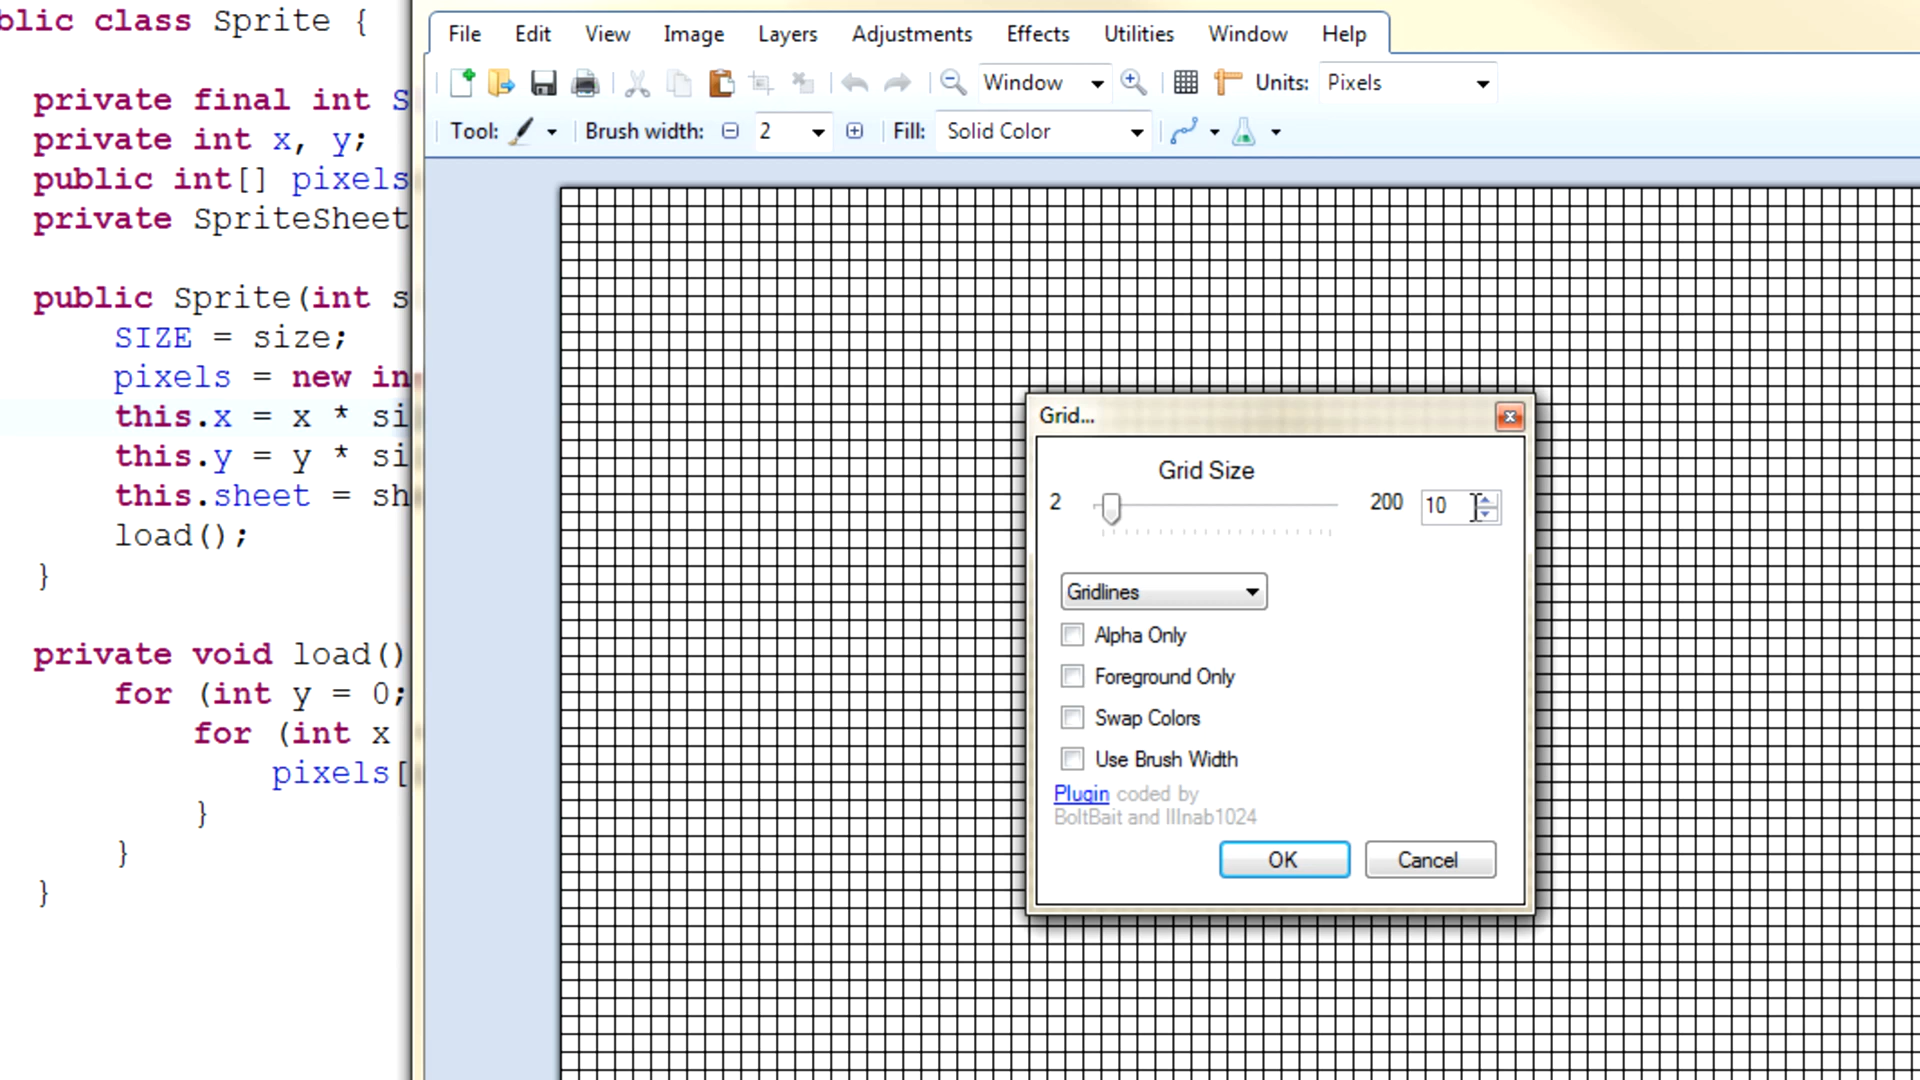 blic class Sprite {
private final int S
private int x, y;
public int[] pixels
private SpriteSheet
public Sprite(int s
SIZE = size;
pixels = new in
this.x = x * si
this.y = y * si
this.sheet = sh
load();
}
private void load()
for (int y = 0;
for (int x
pixels[
}
}
}
File Edit View Image Layers Adjustments Effects Utilities Window Help
Window Units: Pixels
Tool: Brush width: 2 Fill: Solid Color
Grid...
Grid Size
2 200 10
Gridlines
Alpha Only
Foreground Only
Swap Colors
Use Brush Width
Plugin coded by
BoltBait and
OK Cancel